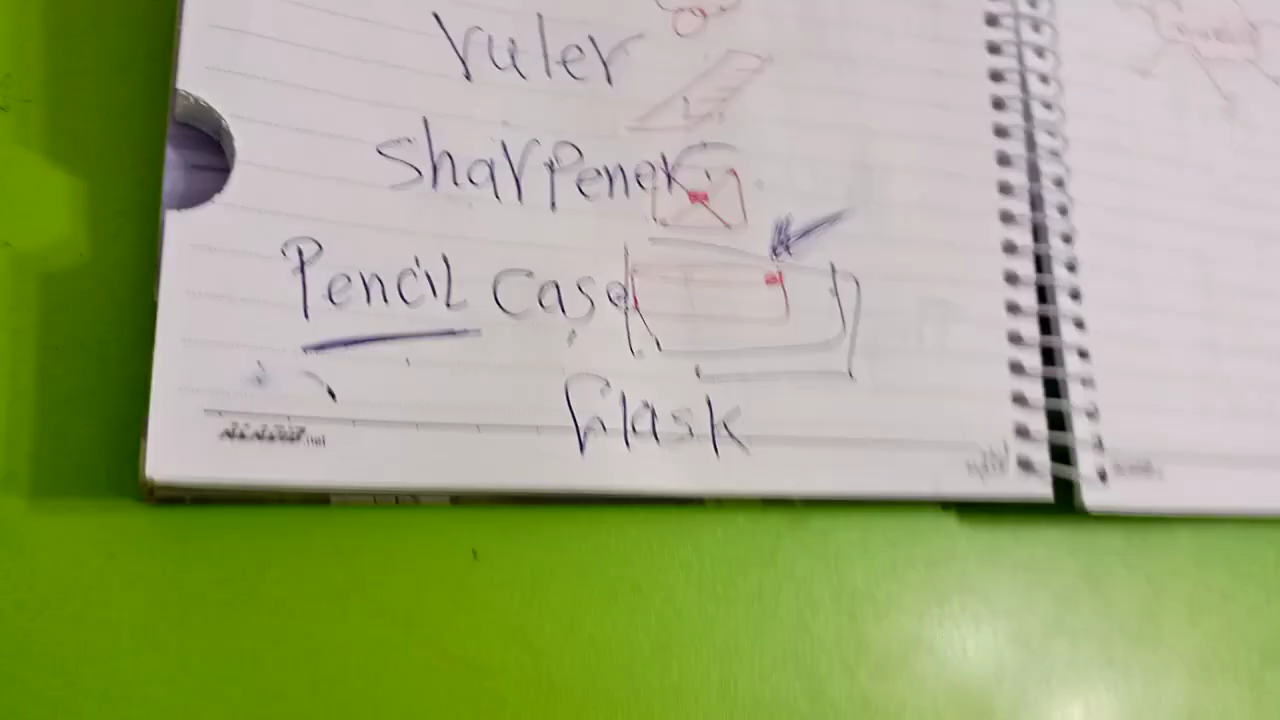 ruler
sharpener
Pencil case
flask